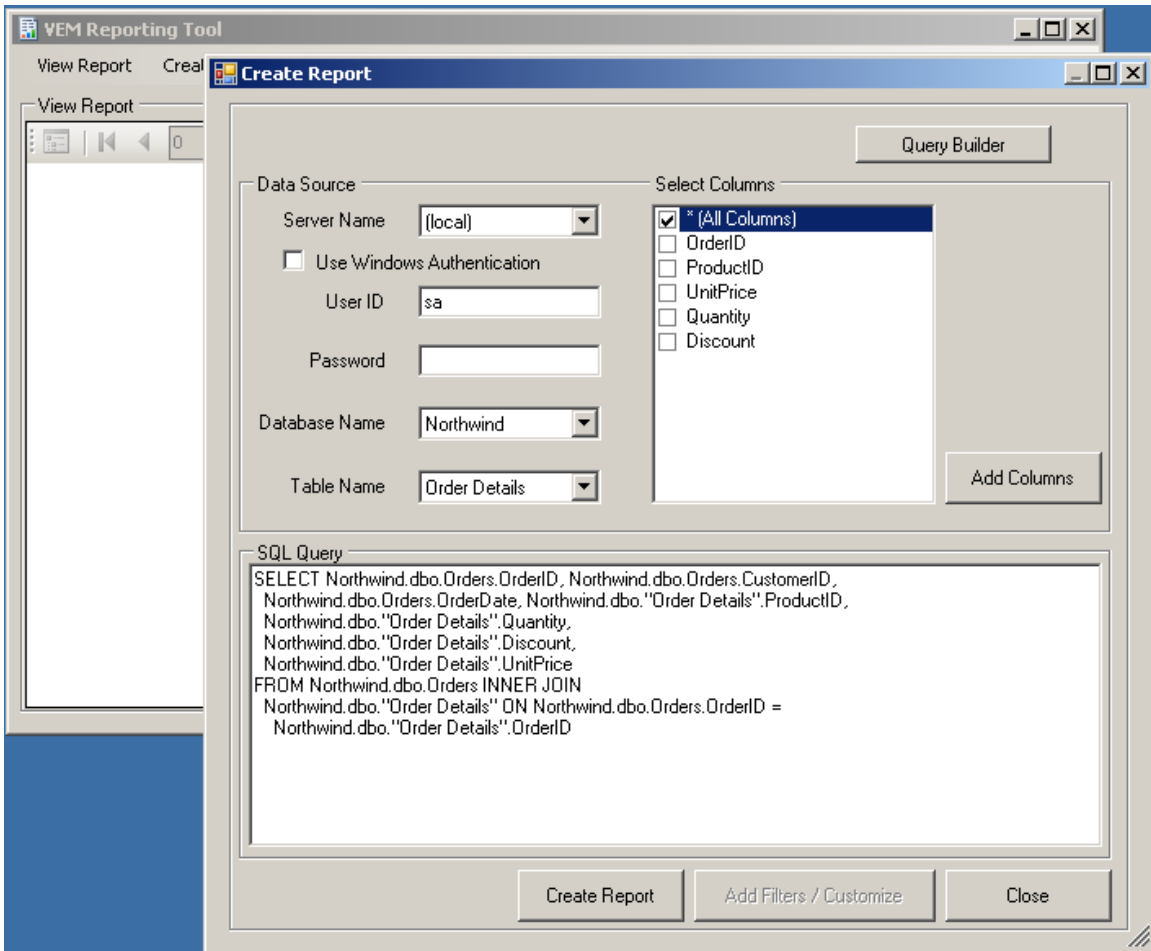 VEM Reporting Tool
View Report Creat
Create Report
View Report
0
Query Builder
Data Source
Select Columns
Server Name (local)
* (All Columns)
Use Windows Authentication
OrderID
ProductID
User ID sa
UnitPrice
Quantity
Password
Discount
Database Name Northwind
Table Name Order Details
Add Columns
SQL Query
SELECT Northwind.dbo.Orders.OrderID, Northwind.dbo.Orders.CustomerID,
Northwind.dbo.Orders.OrderDate, Northwind.dbo."Order Details".ProductID,
Northwind.dbo."Order Details".Quantity,
Northwind.dbo."Order Details".Discount,
Northwind.dbo."Order Details".UnitPrice
FROM Northwind.dbo.Orders INNER JOIN
Northwind.dbo."Order Details" ON Northwind.dbo.Orders.OrderID =
Northwind.dbo."Order Details".OrderID
Create Report Add Filters / Customize Close